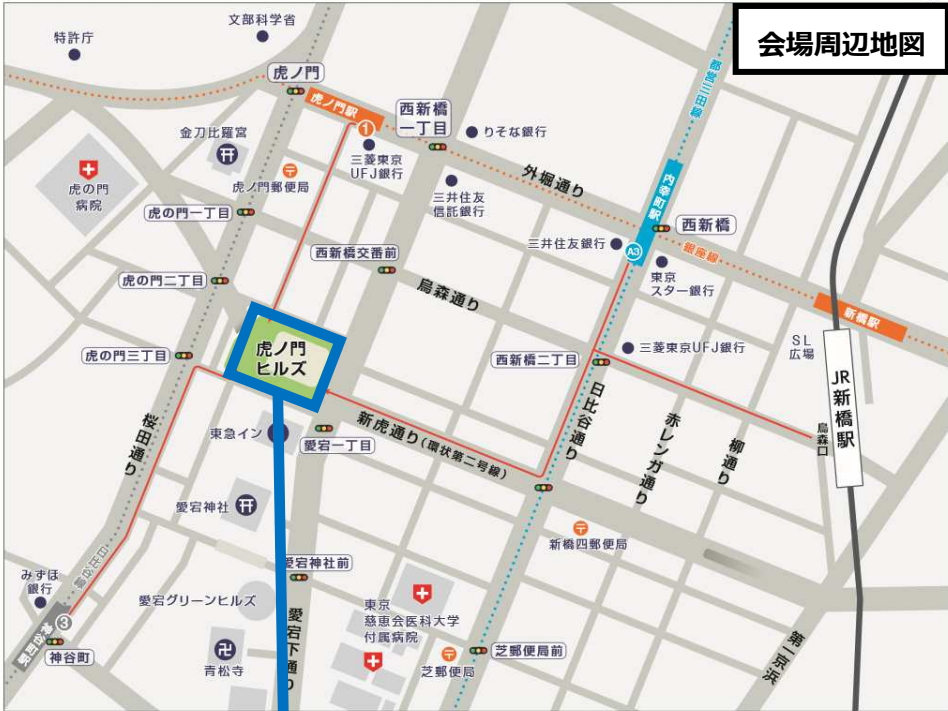 会場周辺地図
文部科学省
特許庁
虎ノ門
虎ノ門駅
1
西新橋
一丁目
りそな銀行
都営三田線
金刀比羅宮
三菱東京
UFJ銀行
虎ノ門郵便局
虎の門
病院
外堀通り
内幸町駅
三井住友
信託銀行
虎の門一丁目
西新橋
三井住友銀行
A3
銀座線
西新橋交番前
東京
スター銀行
虎の門二丁目
烏森通り
新橋駅
虎ノ門
ヒルズ
虎の門三丁目
西新橋二丁目
三菱東京UFJ銀行
SL
広場
JR新橋駅
烏森口
桜田通り
東急イン
愛宕一丁目
新虎通り(環状第二号線)
日比谷通り
赤レンガ通り
柳通り
愛宕神社
新橋四郵便局
日比谷線
愛宕神社前
みずほ
銀行
愛宕グリーンヒルズ
東京
慈恵会医科大学
付属病院
愛宕下通り
3
神谷町駅
神谷町
青松寺
芝郵便局
芝郵便局前
第一京浜